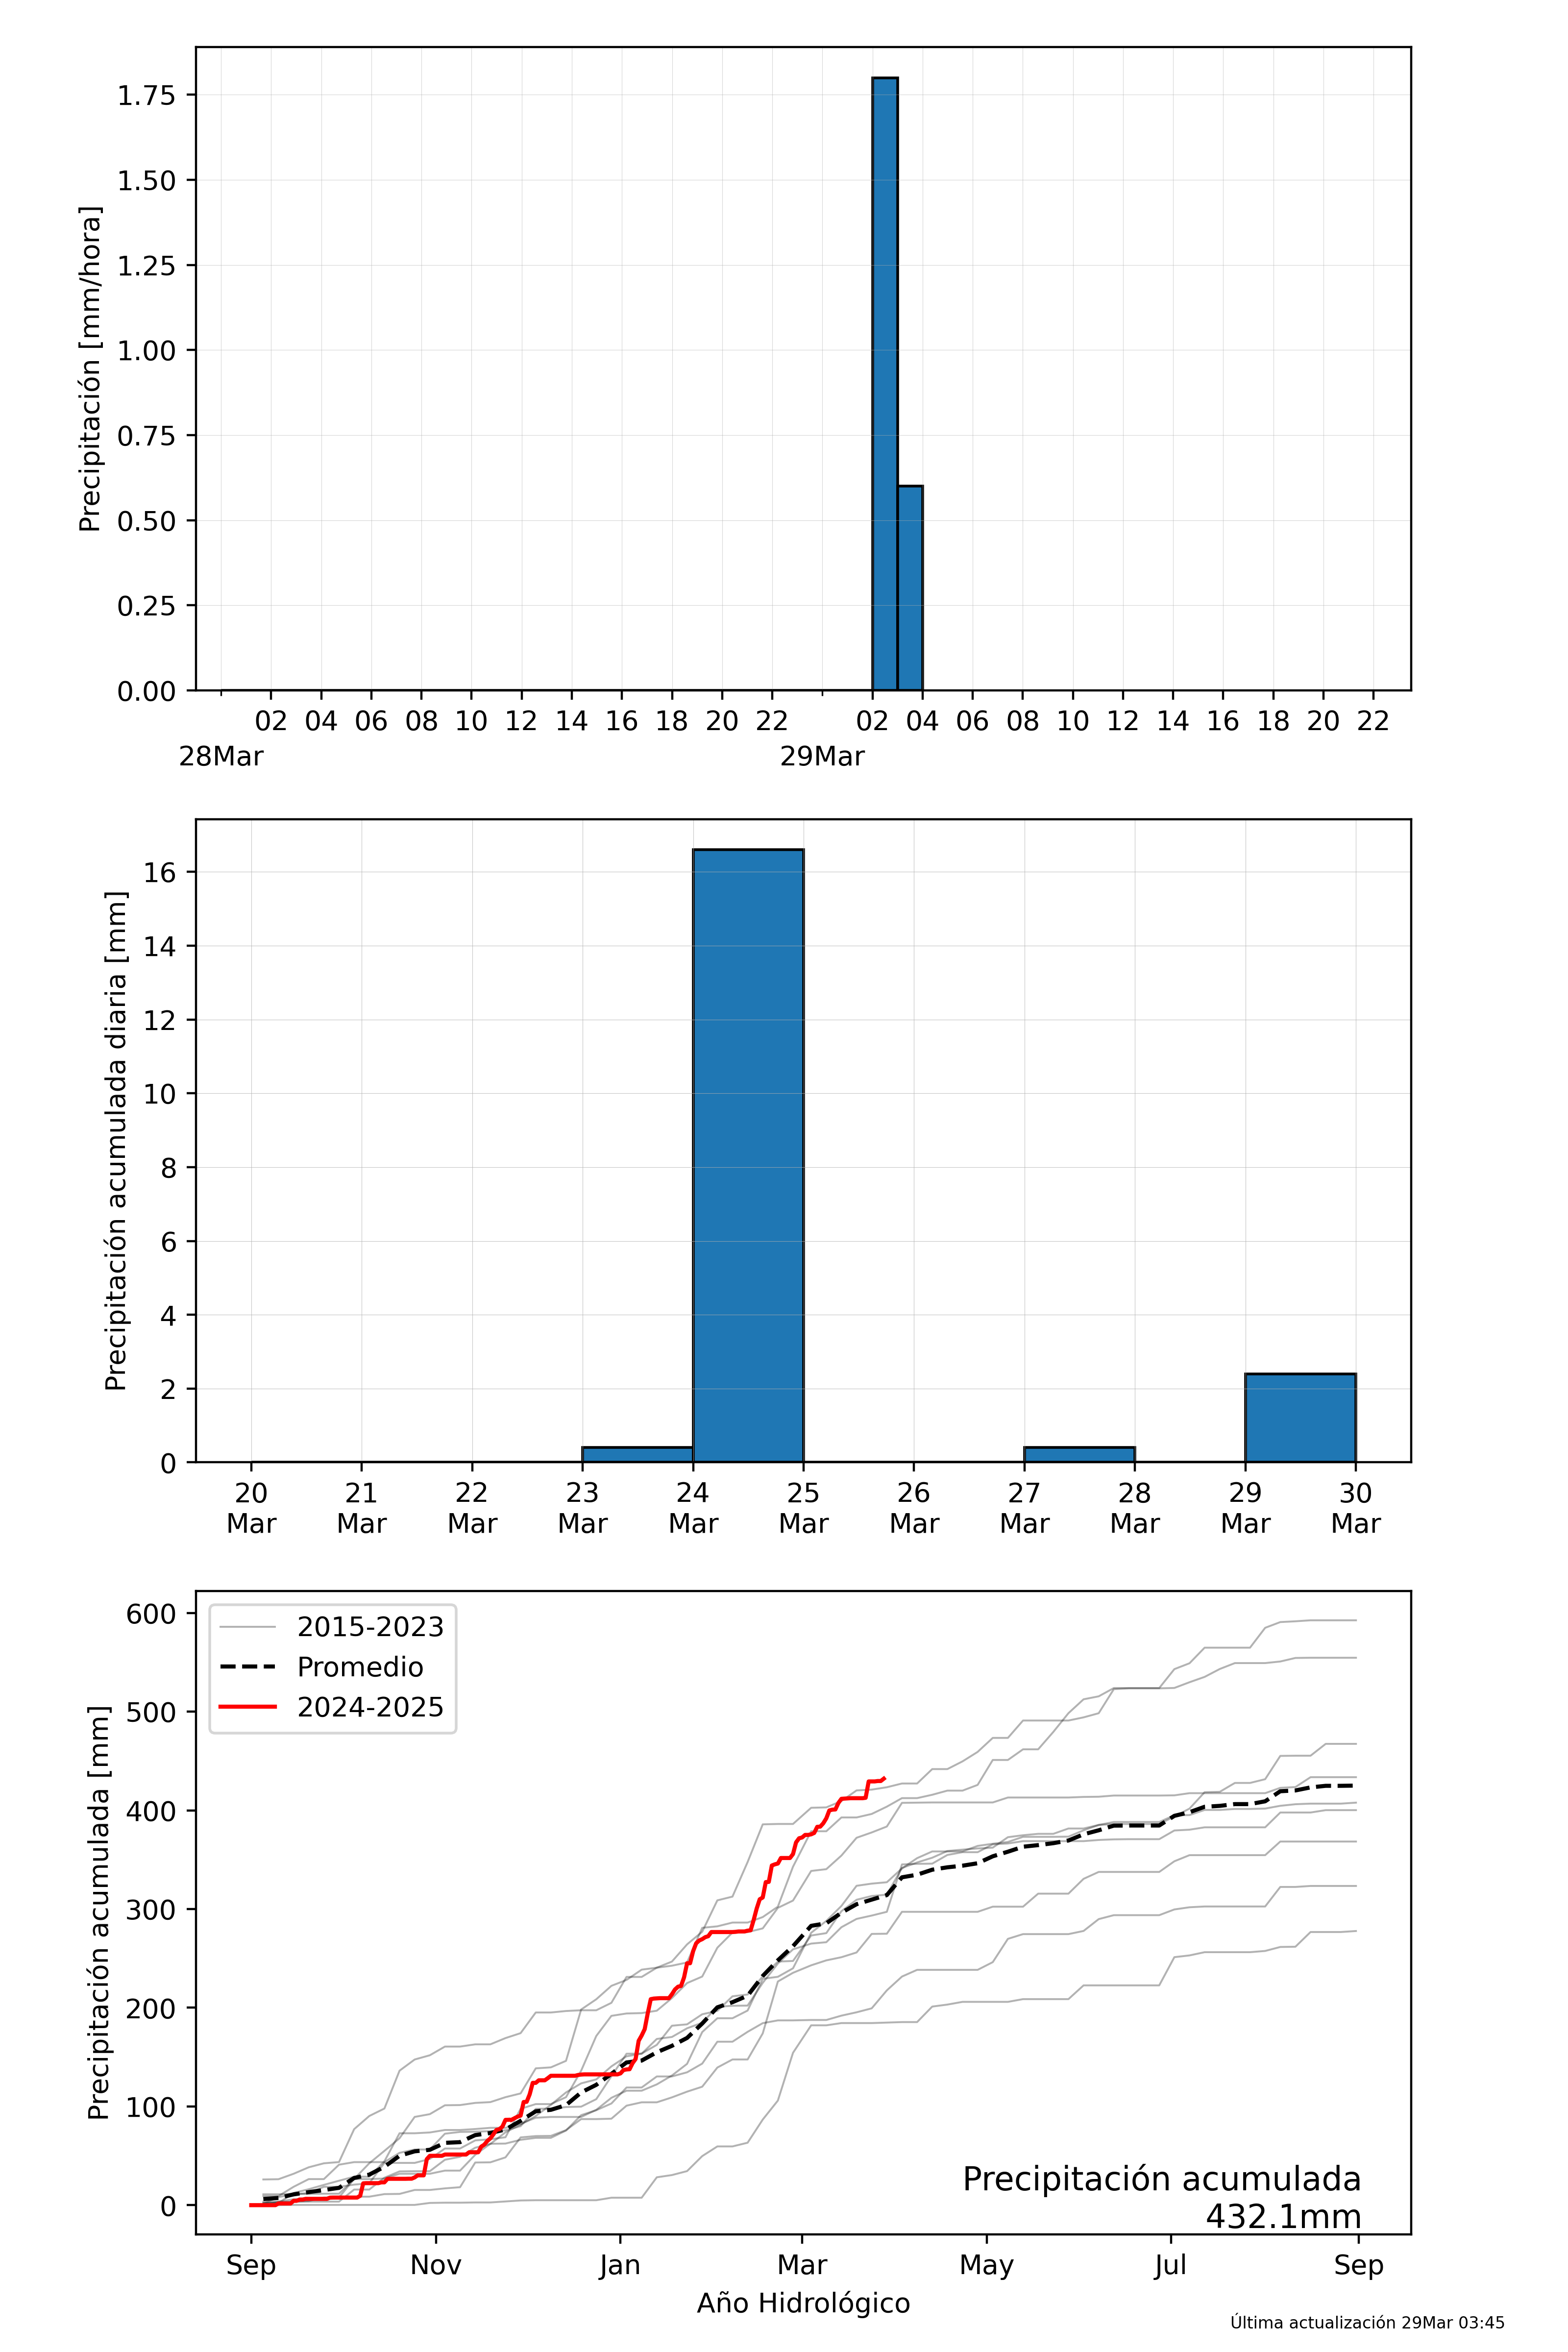 Precipitación [mm/hora]
1.75
1.50
1.25
1.00
0.75
0.50
0.25
0.00
02 04 06 08 10 12 14 16 18 20 22 02 04 06 08 10 12 14 16 18 20 22
28Mar 29Mar
Precipitación acumulada diaria [mm]
16
14
12
10
8
6
4
2
0
20 21 22 23 24 25 26 27 28 29 30
Mar Mar Mar Mar Mar Mar Mar Mar Mar Mar Mar
Precipitación acumulada [mm]
600
500
400
300
200
100
0
2015-2023
Promedio
2024-2025
Precipitación acumulada
432.1mm
Sep Nov Jan Mar May Jul Sep
Año Hidrológico
Última actualización 29Mar 03:45